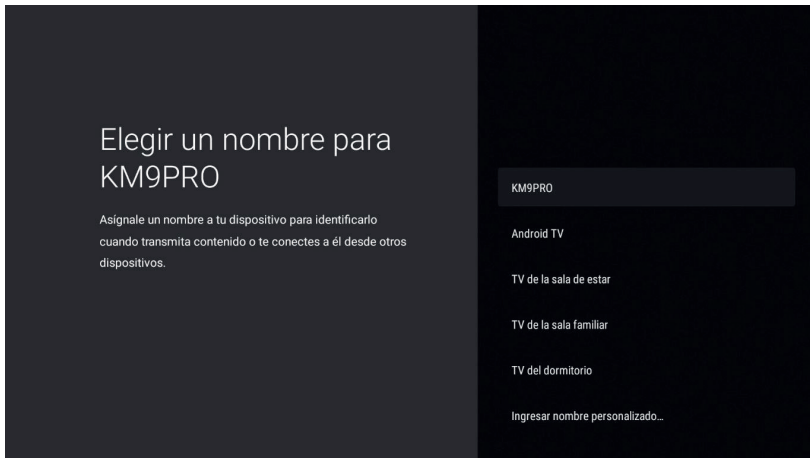 Elegir un nombre para
KM9PRO
Asígnale un nombre a tu dispositivo para identificarlo
cuando transmita contenido o te conectes a él desde otros
dispositivos.
KM9PRO
Android TV
TV de la sala de estar
TV de la sala familiar
TV del dormitorio
Ingresar nombre personalizado…